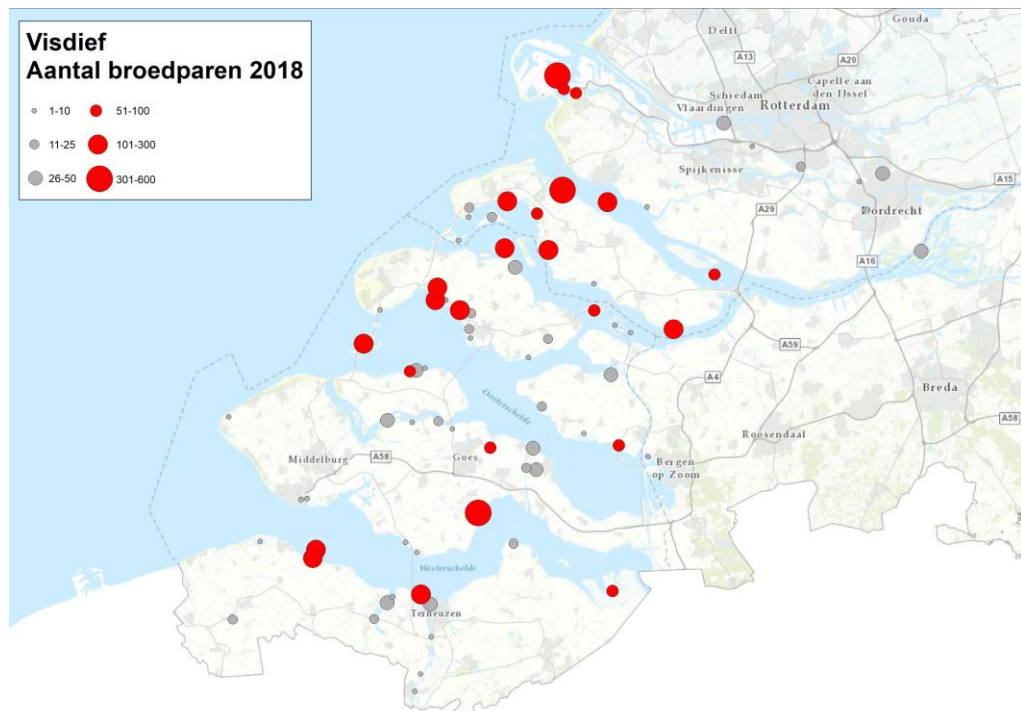 Visdief
Aantal broedparen 2018
1-10
51-100
11-25
101-300
26-50
301-600
Gouda
Delft
A13
A20
Capelle aan
den IJssel
Schiedam
Vlaardingen
Rotterdam
Spijkenisse
A15
A29
Dordrecht
A16
A59
A4
Breda
A58
Oosterschelde
Roosendaal
Middelburg
A58
Goes
Bergen
op Zoom
Westerschelde
Terneuzen